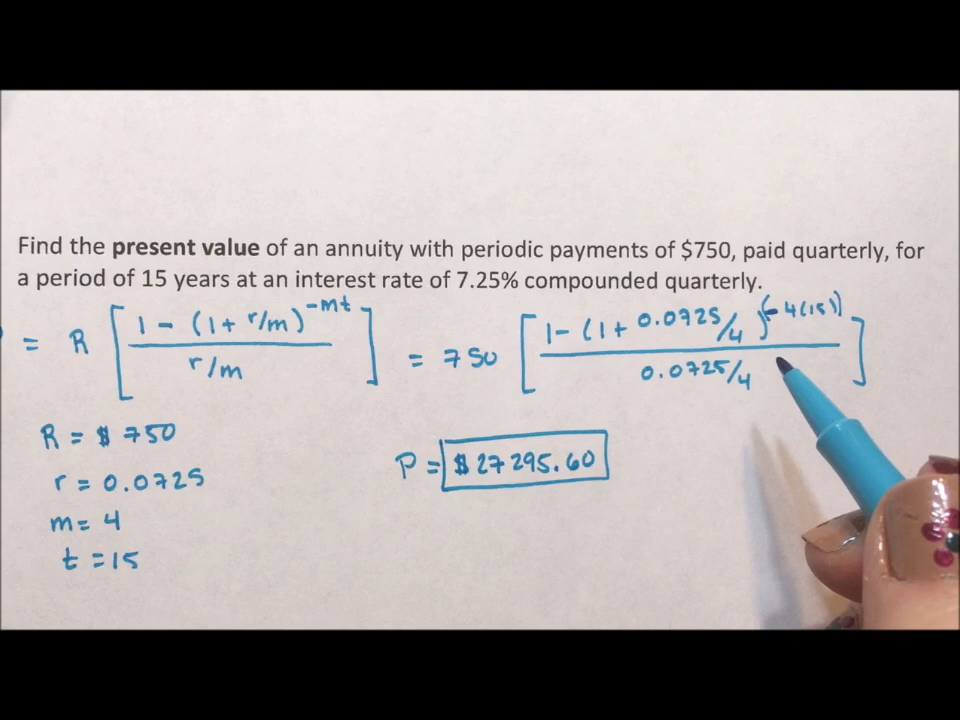 Find the present value of an annuity with periodic payments of $750, paid quarterly, for
a period of 15 years at an interest rate of 7.25% compounded quarterly.
= R [ 1 - (1 + r/m)^-mt / r/m ] = 750 [ 1 - (1 + 0.0725/4)^(-4(15)) / 0.0725/4 ]
R = $ 750
r = 0.0725
m = 4
t = 15
P = $ 27 295.60